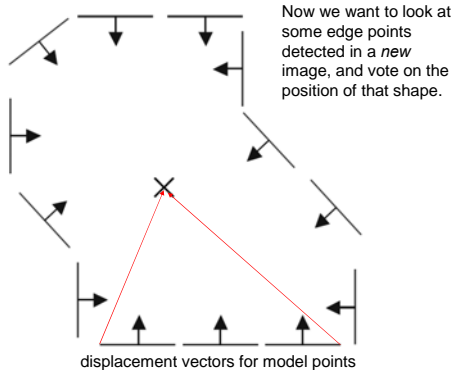 Now we want to look at
some edge points
detected in a new
image, and vote on the
position of that shape.
displacement vectors for model points